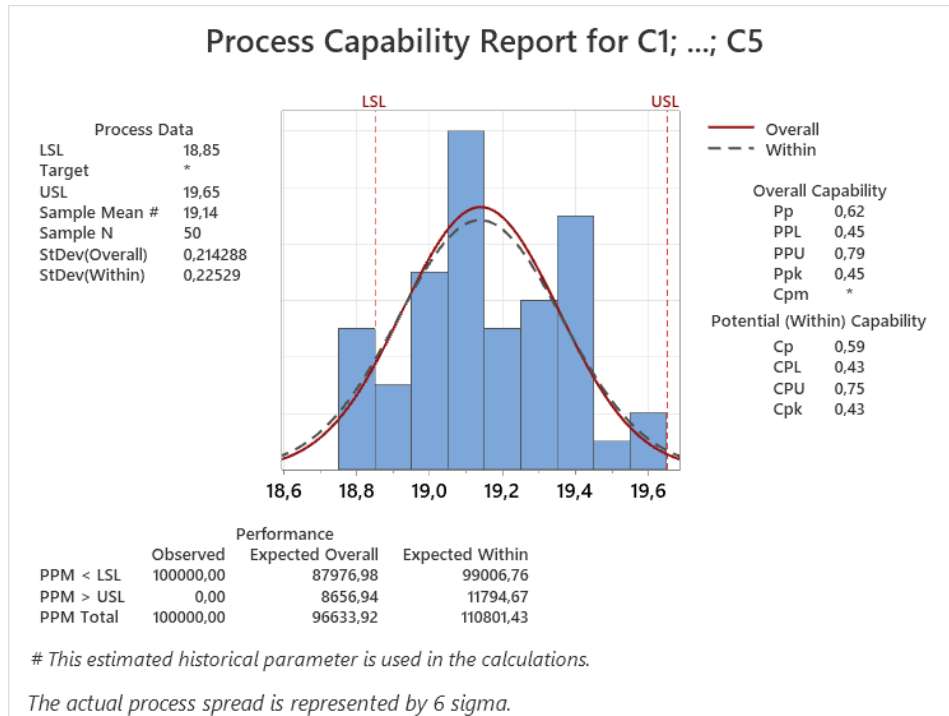 Process Capability Report for C1; ...; C5
LSL
USL
Process Data
LSL 18,85
Target *
USL 19,65
Sample Mean # 19,14
Sample N 50
StDev(Overall) 0,214288
StDev(Within) 0,22529
Overall
Within
Overall Capability
Pp 0,62
PPL 0,45
PPU 0,79
Ppk 0,45
Cpm *
Potential (Within) Capability
Cp 0,59
CPL 0,43
CPU 0,75
Cpk 0,43
18,6 18,8 19,0 19,2 19,4 19,6
Performance
Observed Expected Overall Expected Within
PPM < LSL 100000,00 87976,98 99006,76
PPM > USL 0,00 8656,94 11794,67
PPM Total 100000,00 96633,92 110801,43
# This estimated historical parameter is used in the calculations.
The actual process spread is represented by 6 sigma.